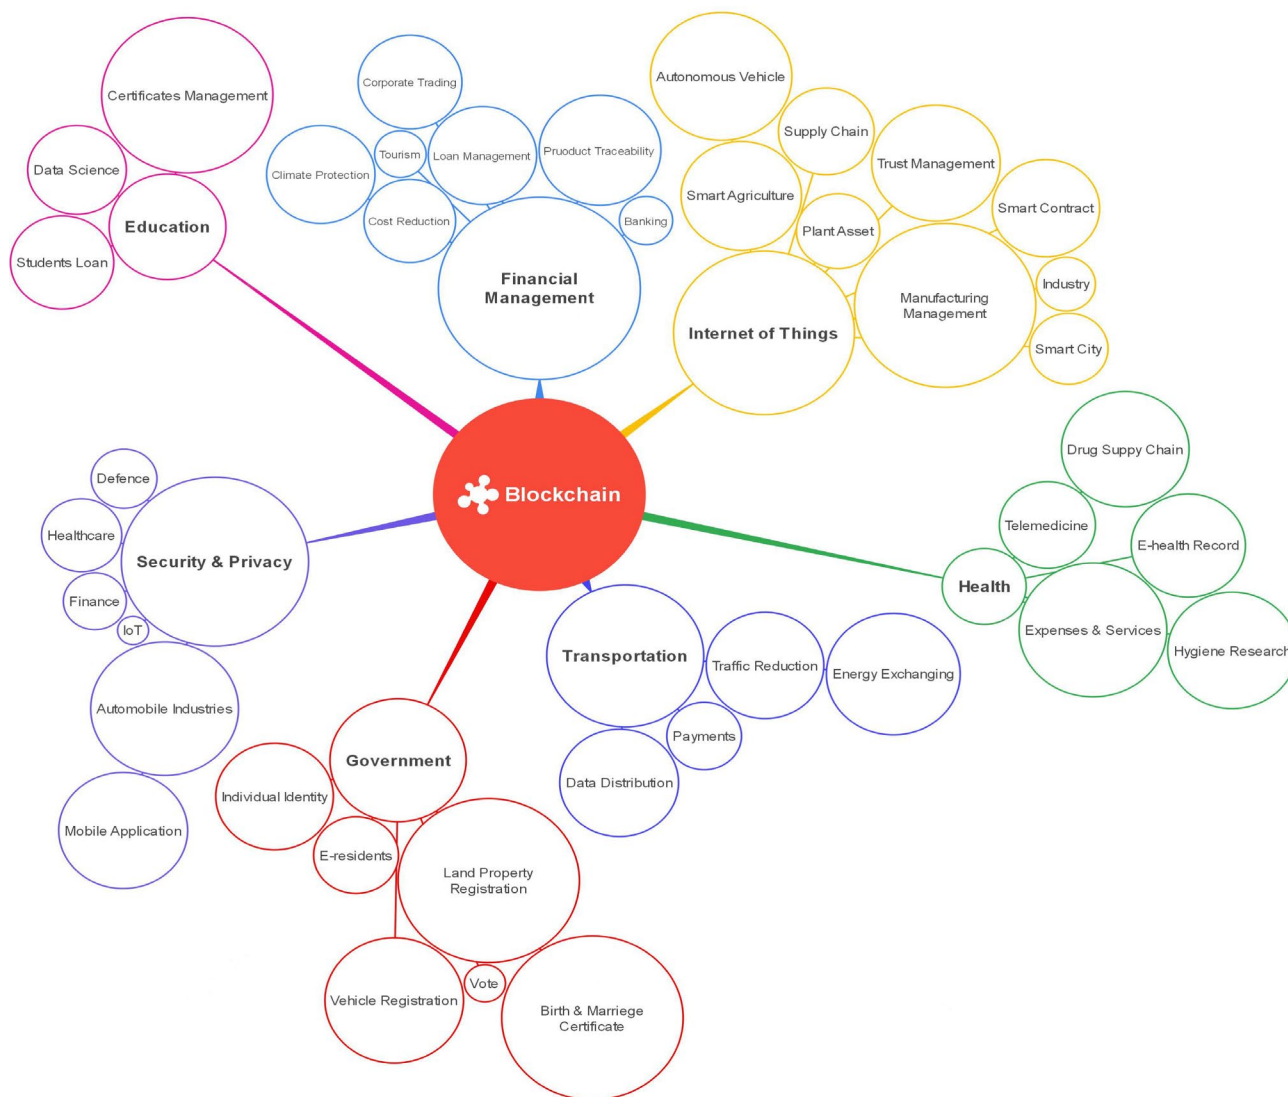 Certificates Management
Data Science
Education
Students Loan
Corporate Trading
Tourism
Loan Management
Pruoduct Traceability
Climate Protection
Cost Reduction
Banking
Financial
Management
Autonomous Vehicle
Supply Chain
Trust Management
Smart Agriculture
Plant Asset
Smart Contract
Internet of Things
Manufacturing
Management
Industry
Smart City
Blockchain
Drug Suppy Chain
Telemedicine
E-health Record
Health
Expenses & Services
Hygiene Research
Defence
Healthcare
Security & Privacy
Finance
IoT
Automobile Industries
Mobile Application
Transportation
Traffic Reduction
Energy Exchanging
Payments
Data Distribution
Government
Individual Identity
E-residents
Land Property
Registration
Vehicle Registration
Vote
Birth & Marriege
Certificate